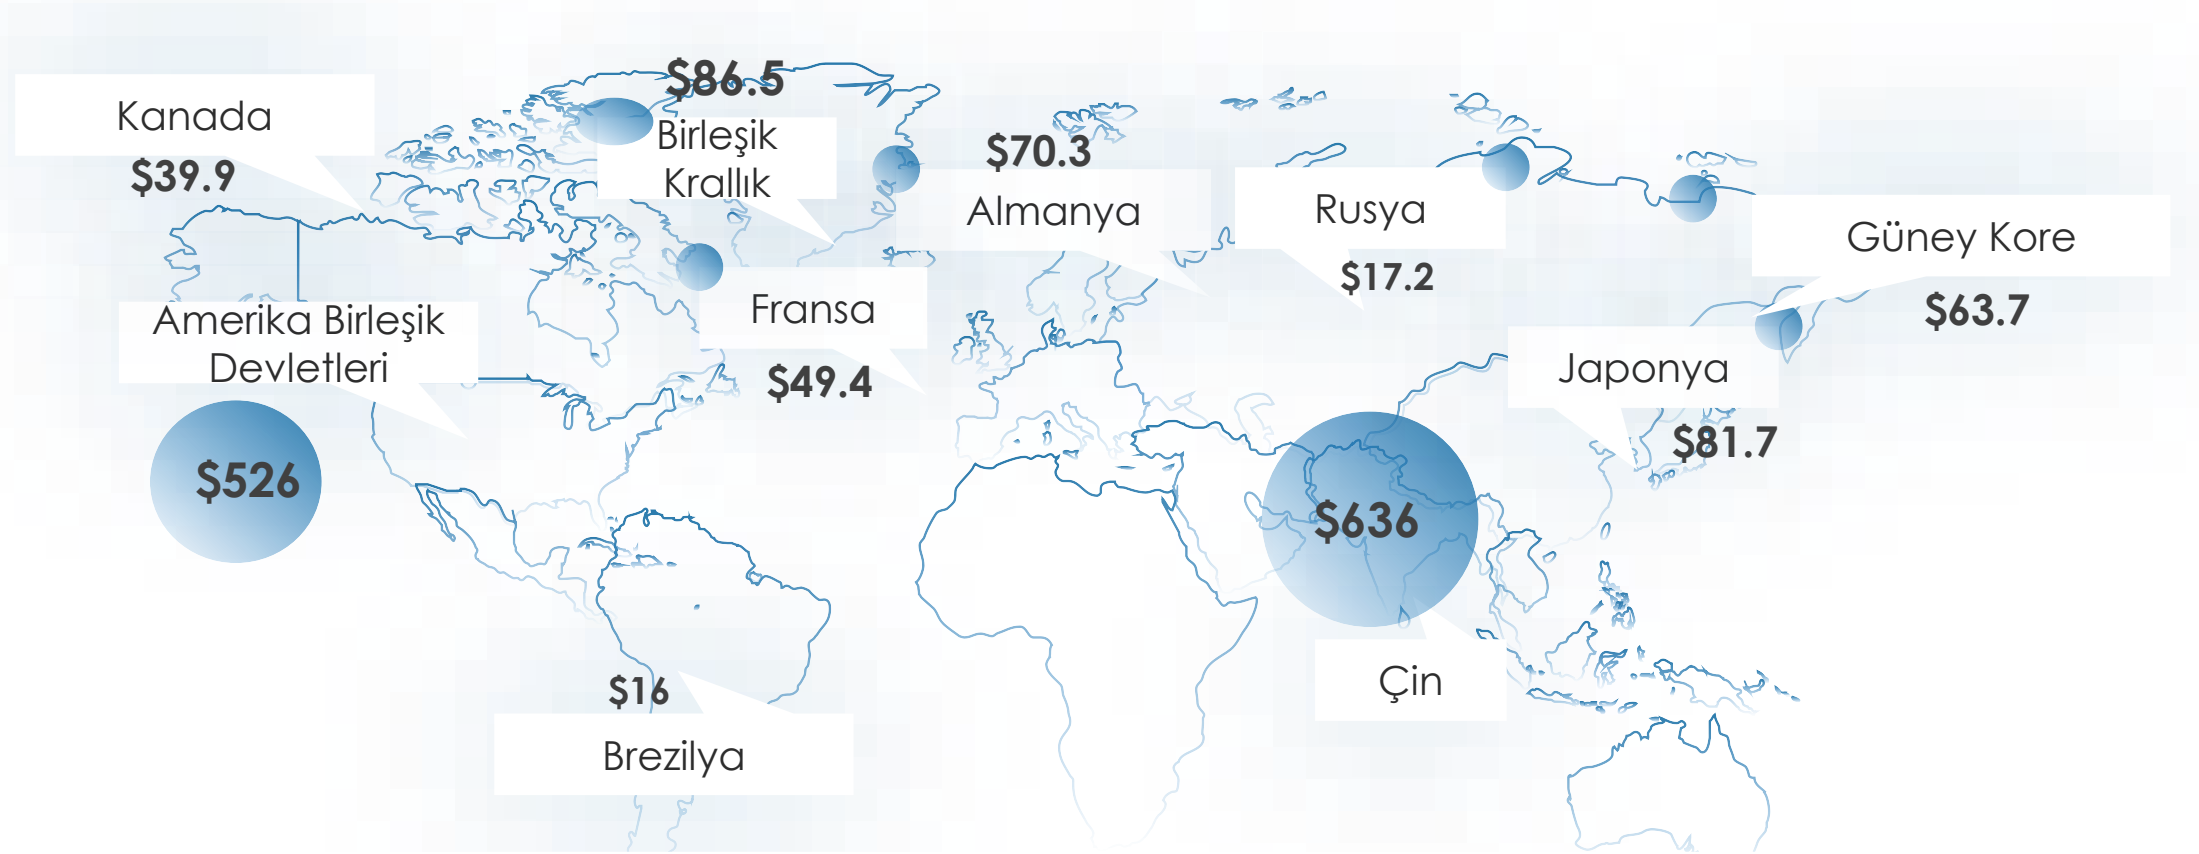 Kanada
$39.9
$86.5
Birleşik
Krallık
$70.3
Almanya
Rusya
$17.2
Güney Kore
$63.7
Amerika Birleşik
Devletleri
$526
Fransa
$49.4
Japonya
$81.7
$636
Çin
$16
Brezilya